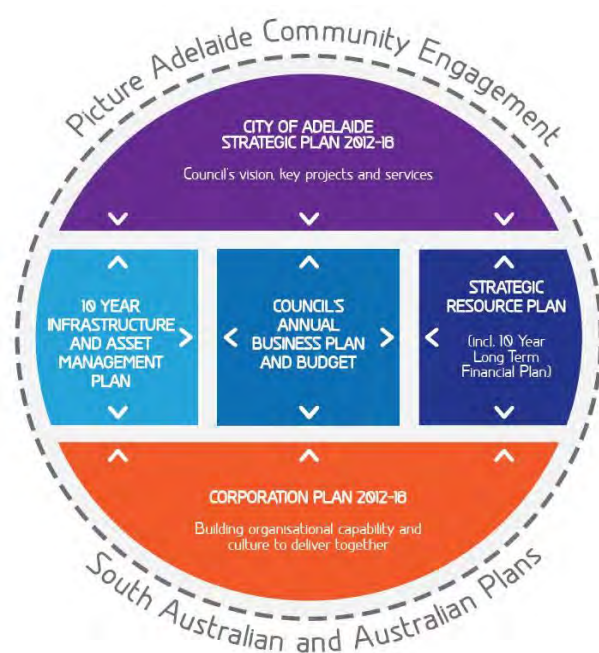 Picture Adelaide Community Engagement
CITY OF ADELAIDE
STRATEGIC PLAN 2012-16
Council's vision, key projects and services
10 YEAR
INFRASTRUCTURE
AND ASSET
MANAGEMENT
PLAN
COUNCIL'S
ANNUAL
BUSINESS PLAN
AND BUDGET
STRATEGIC
RESOURCE PLAN
(incl. 10 Year
Long Term
Financial Plan)
CORPORATION PLAN 2012-16
Building organisational capability and
culture to deliver together
South Australian and Australian Plans